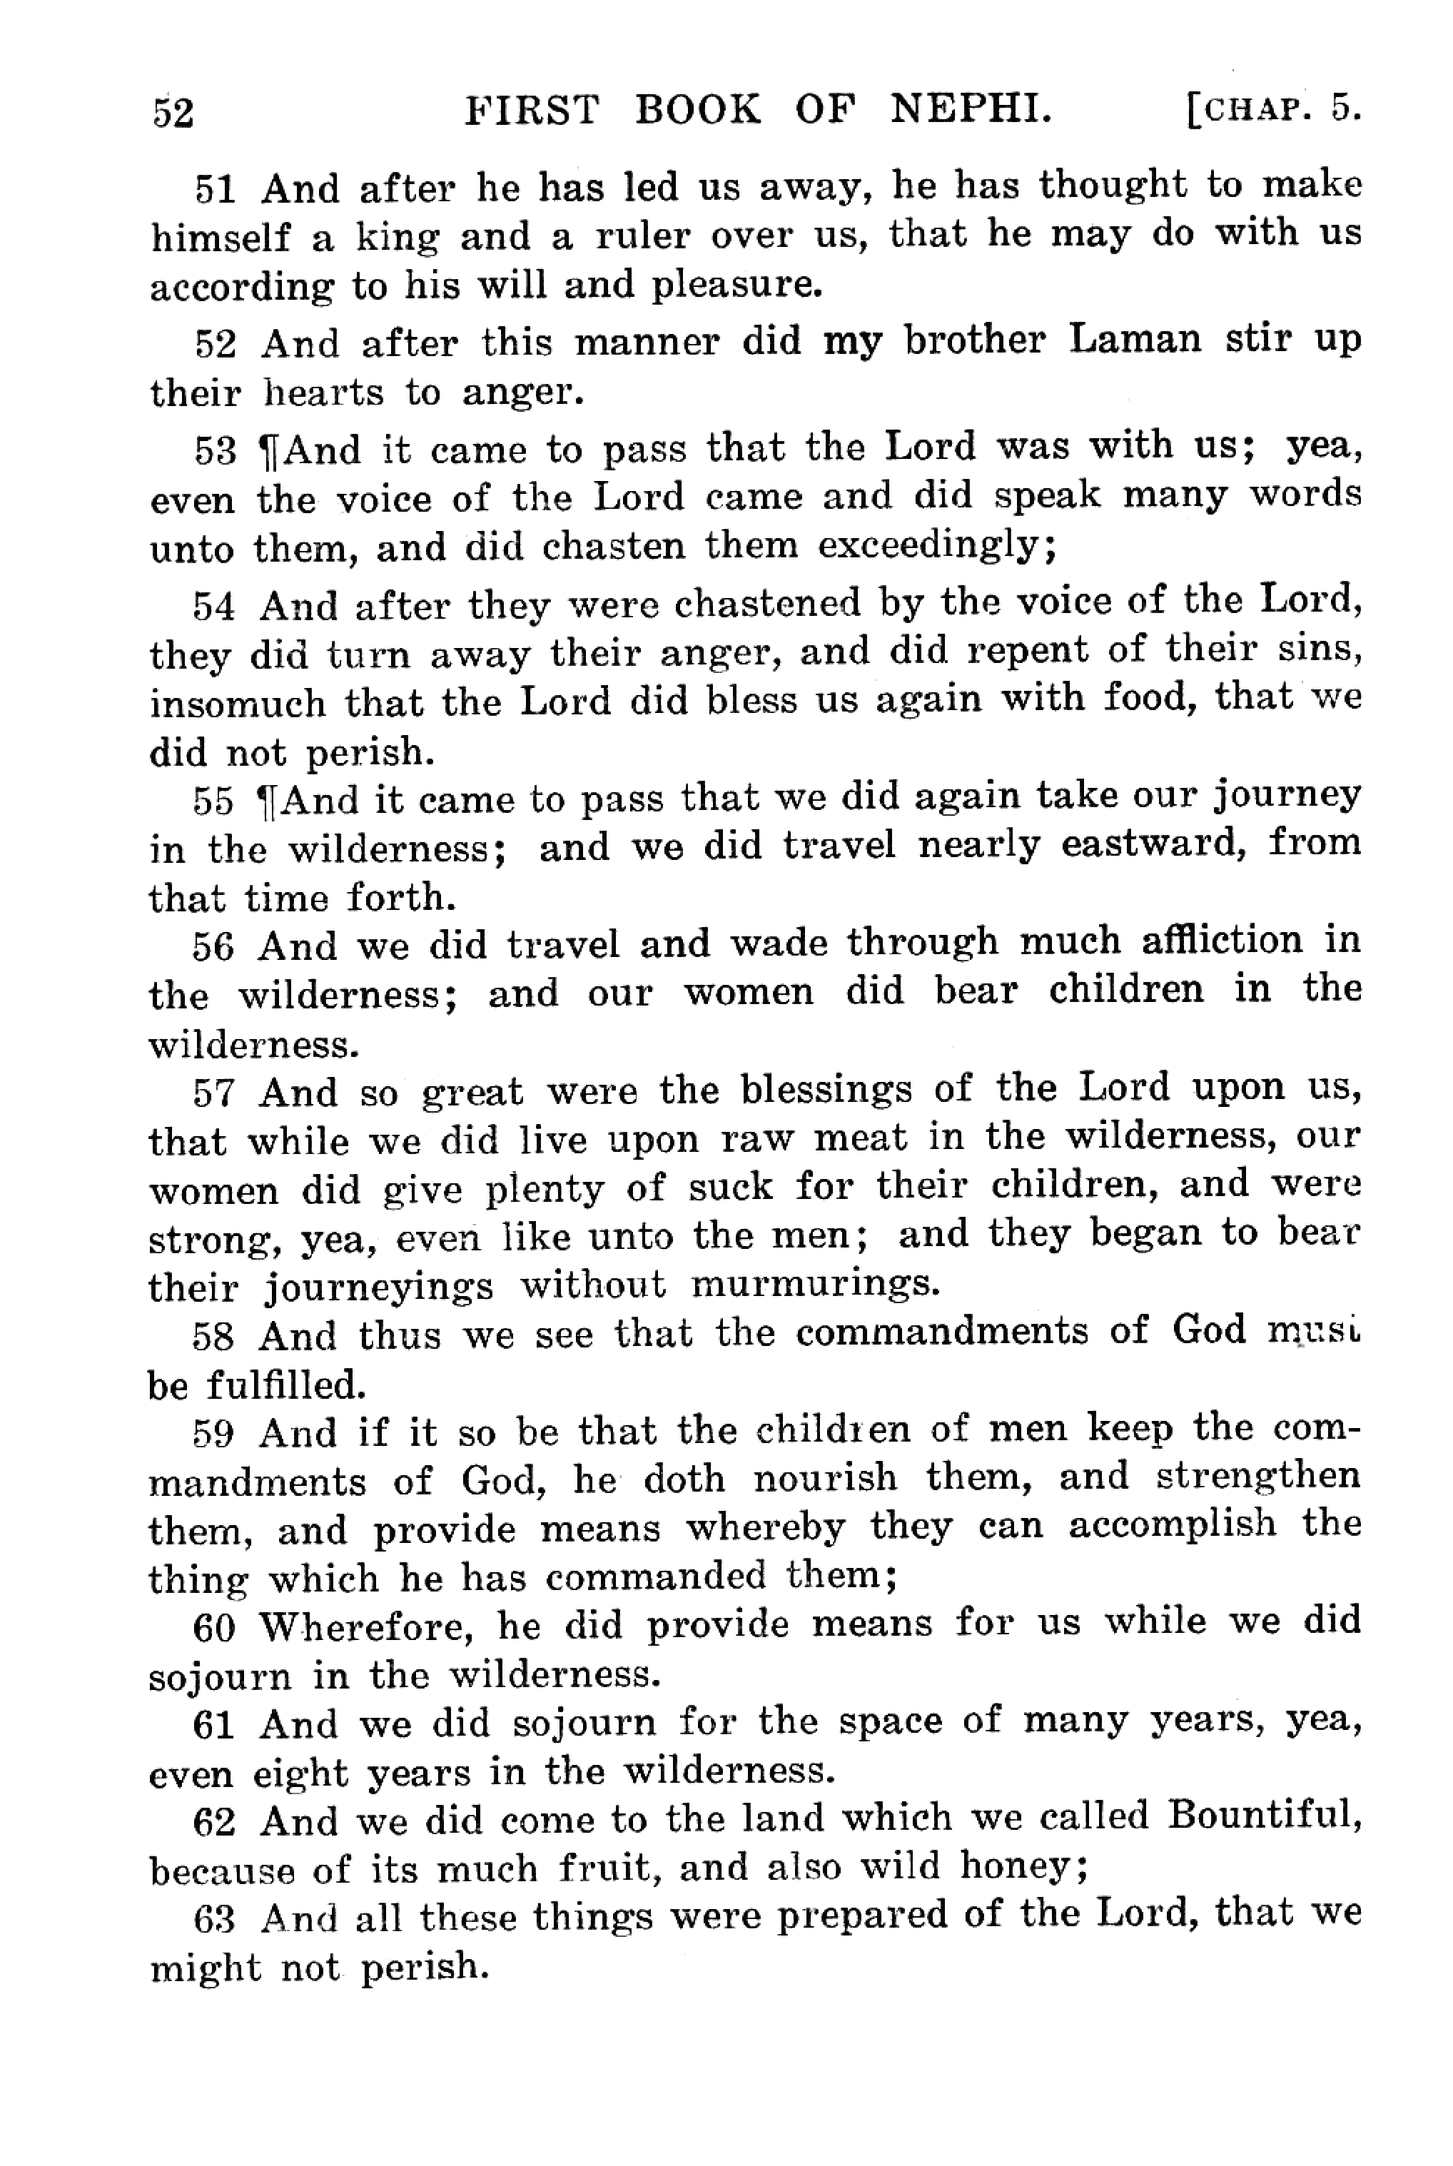 52 FIRST BOOK OF NEPHI. [CHAP. 5.
51 And after he has led us away, he has thought to make
himself a king and a ruler over us, that he may do with us
according to his will and pleasure.
52 And after this manner did my brother Laman stir up
their hearts to anger.
53 ¶And it came to pass that the Lord was with us; yea,
even the voice of the Lord came and did speak many words
unto them, and did chasten them exceedingly;
54 And after they were chastened by the voice of the Lord,
they did turn away their anger, and did repent of their sins,
insomuch that the Lord did bless us again with food, that we
did not perish.
55 ¶And it came to pass that we did again take our journey
in the wilderness; and we did travel nearly eastward, from
that time forth.
56 And we did travel and wade through much affliction in
the wilderness; and our women did bear children in the
wilderness.
57 And so great were the blessings of the Lord upon us,
that while we did live upon raw meat in the wilderness, our
women did give plenty of suck for their children, and were
strong, yea, even like unto the men; and they began to bear
their journeyings without murmurings.
58 And thus we see that the commandments of God must
be fulfilled.
59 And if it so be that the children of men keep the com-
mandments of God, he doth nourish them, and strengthen
them, and provide means whereby they can accomplish the
thing which he has commanded them;
60 Wherefore, he did provide means for us while we did
sojourn in the wilderness.
61 And we did sojourn for the space of many years, yea,
even eight years in the wilderness.
62 And we did come to the land which we called Bountiful,
because of its much fruit, and also wild honey;
63 And all these things were prepared of the Lord, that we
might not perish.